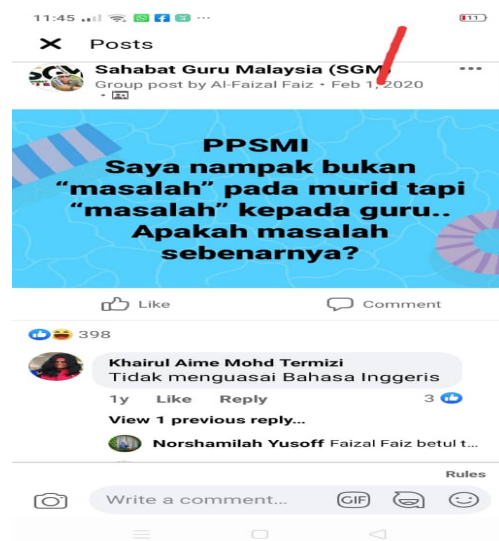 11:45
11
Posts
Sahabat Guru Malaysia (SGM)
Group post by Al-Faizal Faiz • Feb 1, 2020
PPSMI
Saya nampak bukan
“masalah” pada murid tapi
“masalah” kepada guru..
Apakah masalah
sebenarnya?
Like Comment
398
Khairul Aime Mohd Termizi
Tidak menguasai Bahasa Inggeris
1y Like Reply 3
View 1 previous reply...
Norshamilah Yusoff Faizal Faiz betul t...
Rules
Write a comment... GIF